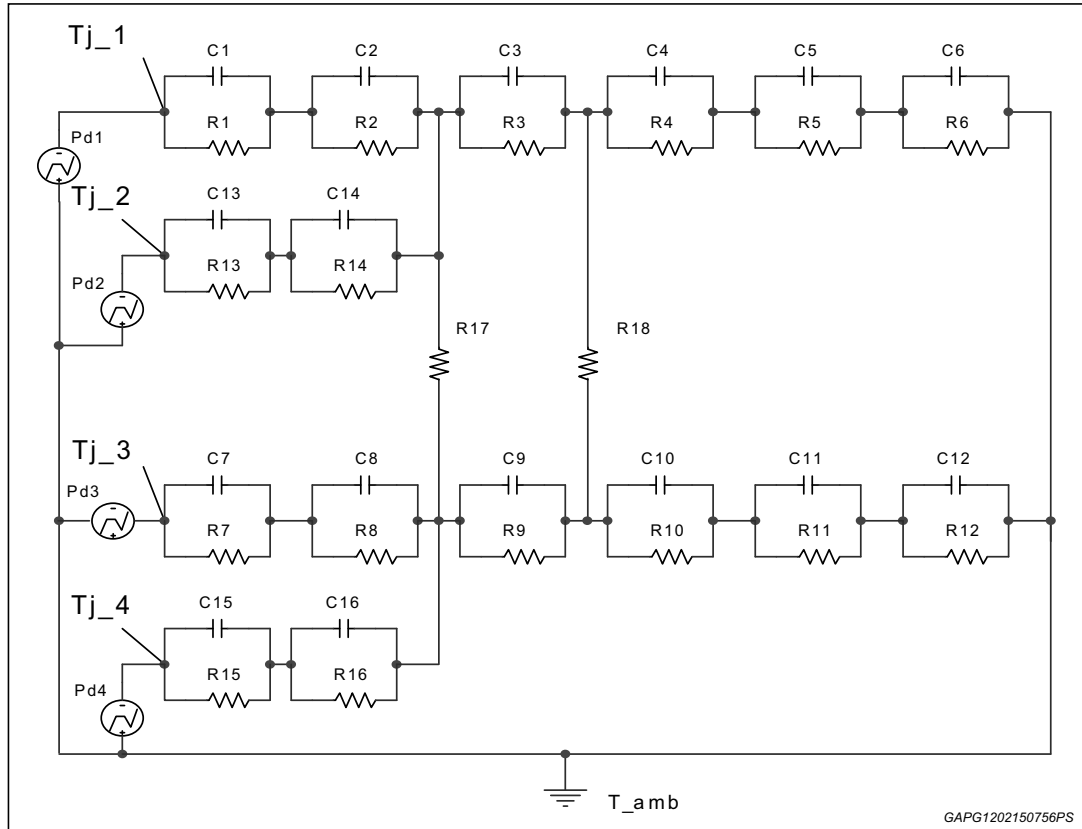 Tj_1
C1 C2 C3 C4 C5 C6
R1 R2 R3 R4 R5 R6
Pd1
-
+
Tj_2
C13 C14
R13 R14
Pd2
-
+
R17 R18
Tj_3
C7 C8 C9 C10 C11 C12
Pd3
-
+
R7 R8 R9 R10 R11 R12
Tj_4
C15 C16
R15 R16
Pd4
-
+
T_amb
GAPG1202150756PS